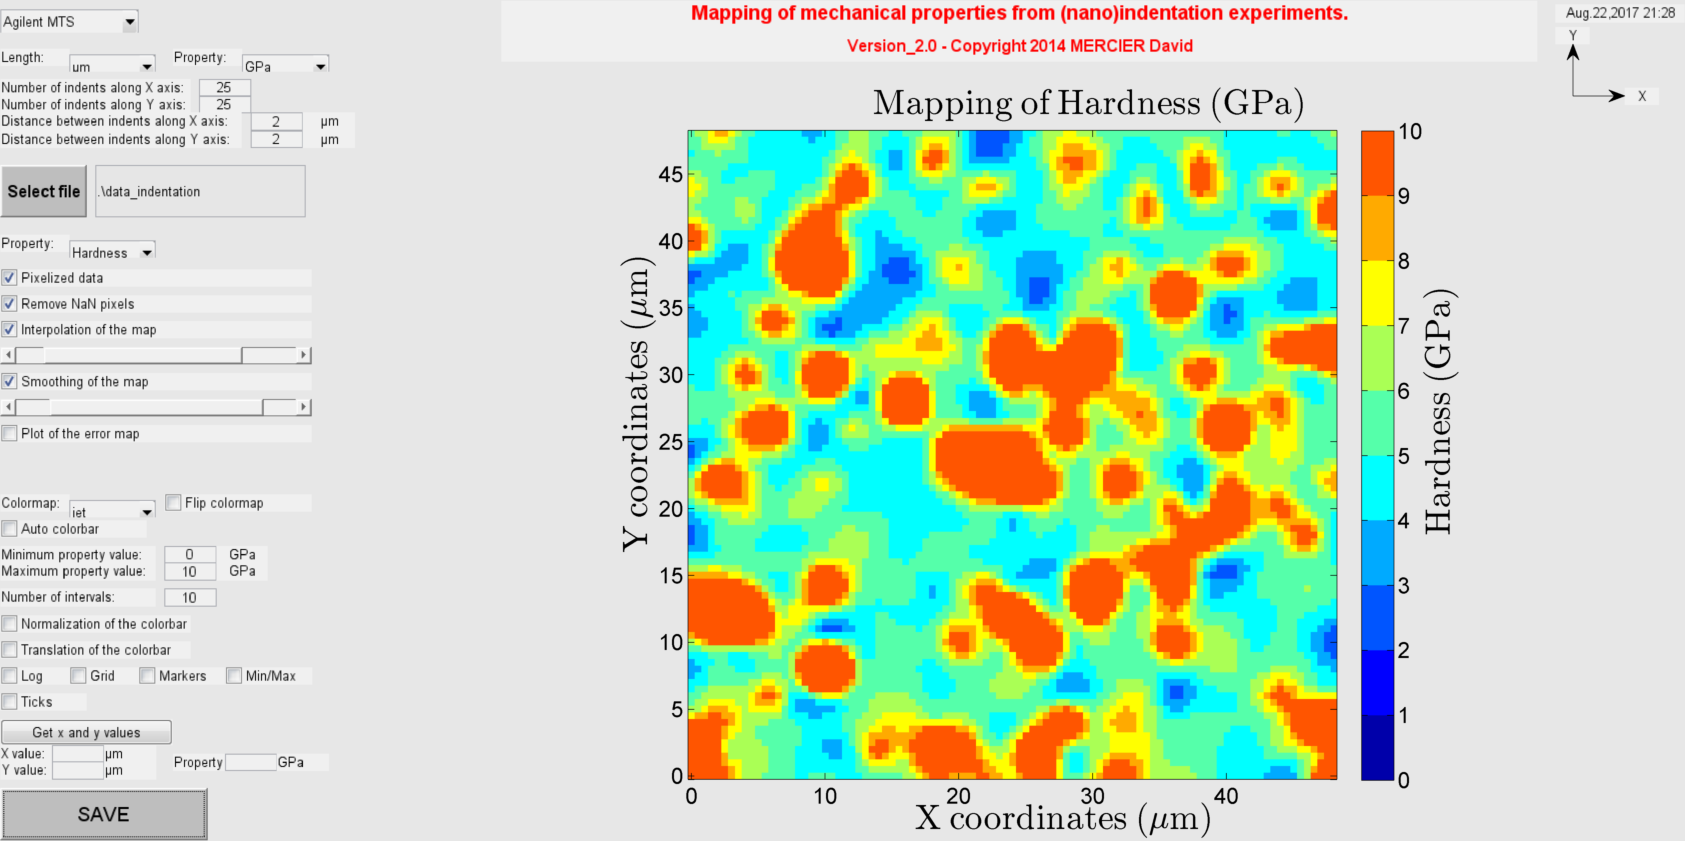 Agilent MTS
Mapping of mechanical properties from (nano)indentation experiments.
Version_2.0 - Copyright 2014 MERCIER David
Aug.22,2017 21:28
Y
X
Length: µm Property: GPa
Number of indents along X axis: 25
Number of indents along Y axis: 25
Distance between indents along X axis: 2 µm
Distance between indents along Y axis: 2 µm
Select file .\data_indentation
Property: Hardness
Pixelized data
Remove NaN pixels
Interpolation of the map
Smoothing of the map
Plot of the error map
Colormap: jet Flip colormap
Auto colorbar
Minimum property value: 0 GPa
Maximum property value: 10 GPa
Number of intervals: 10
Normalization of the colorbar
Translation of the colorbar
Log Grid Markers Min/Max
Ticks
Get x and y values
X value: µm
Y value: µm
Property GPa
SAVE
Mapping of Hardness (GPa)
Y coordinates (µm)
45
40
35
30
25
20
15
10
5
0
0 10 20 30 40
X coordinates (µm)
10
9
8
7
6
5
4
3
2
1
0
Hardness (GPa)